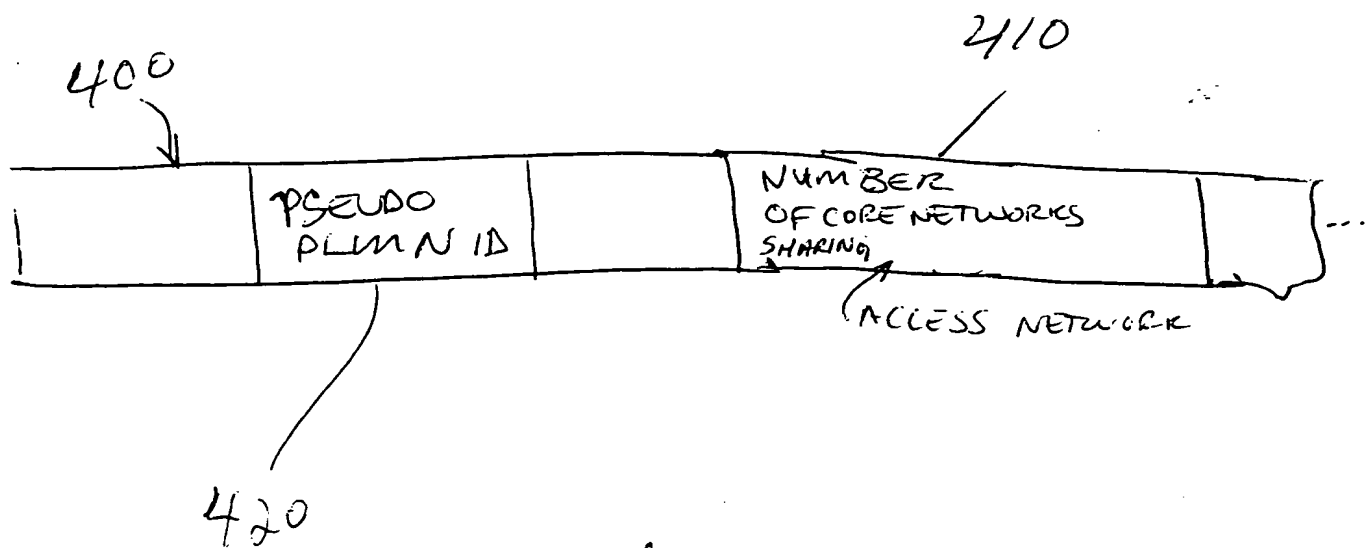 400
410
PSEUDO
PLMN ID
NUMBER
OF CORE NETWORKS
SHARING
...
ACCESS NETWORK
420